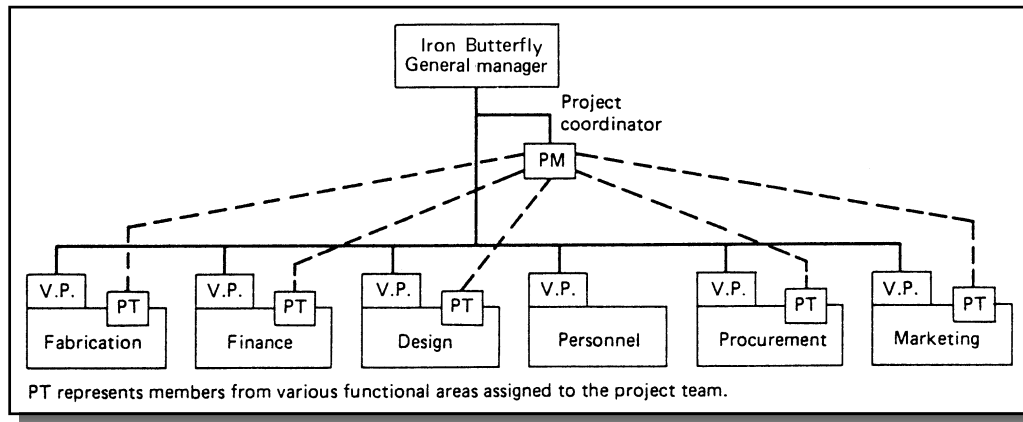 Iron Butterfly
General manager
Project
coordinator
PM
V.P.
PT
Fabrication
V.P.
PT
Finance
V.P.
PT
Design
V.P.
Personnel
V.P.
PT
Procurement
V.P.
PT
Marketing
PT represents members from various functional areas assigned to the project team.